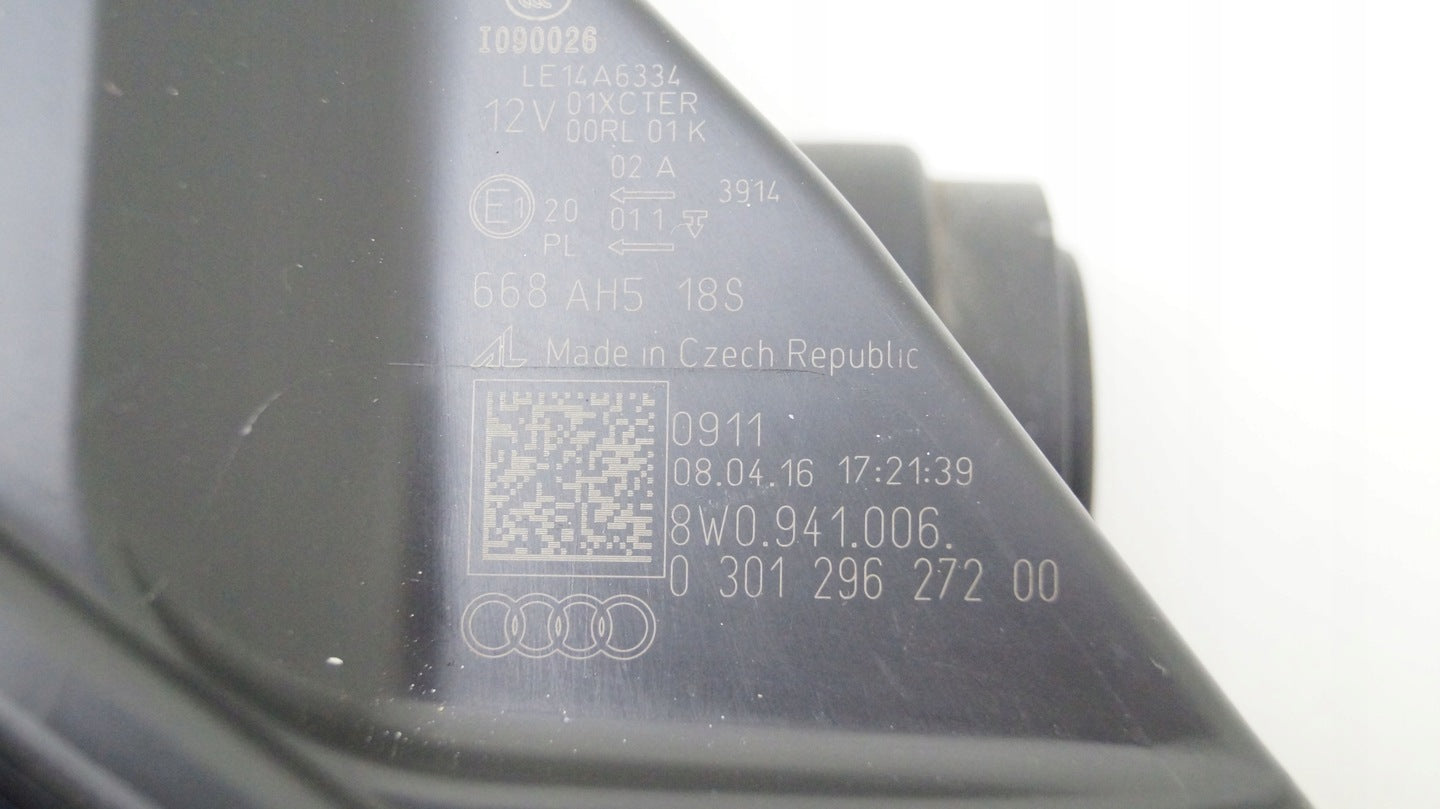 I090026
LE14A6334
12V 01XCTER
00RL 01K
02 A
E1 20 011 3914
PL
668 AH5 18S
AL Made in Czech Republic
0911
08.04.16 17:21:39
8W0.941.006.
0 301 296 272 00